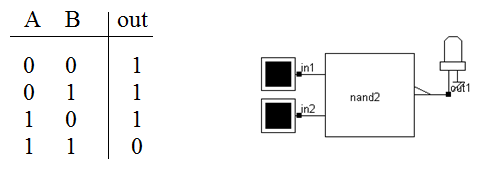 A B out
0 0 1
0 1 1
1 0 1
1 1 0
in1
in2
nand2
out1